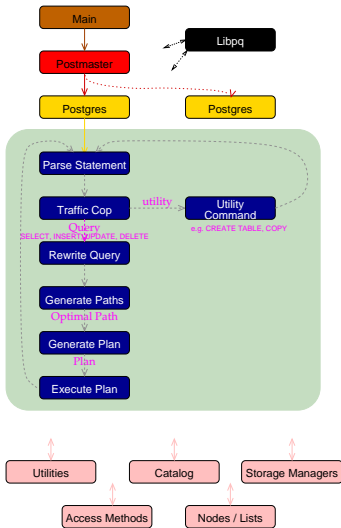 Main
Libpq
Postmaster
Postgres
Postgres
Parse Statement
utility
Traffic Cop
Utility
Command
Query
SELECT, INSERT, UPDATE, DELETE
e.g. CREATE TABLE, COPY
Rewrite Query
Generate Paths
Optimal Path
Generate Plan
Plan
Execute Plan
Utilities
Catalog
Storage Managers
Access Methods
Nodes / Lists